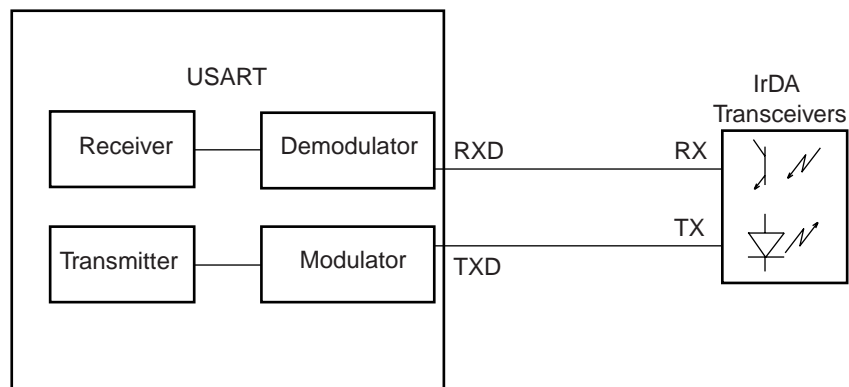 USART
IrDA
Transceivers
Receiver
Demodulator
RXD
RX
TX
Transmitter
Modulator
TXD